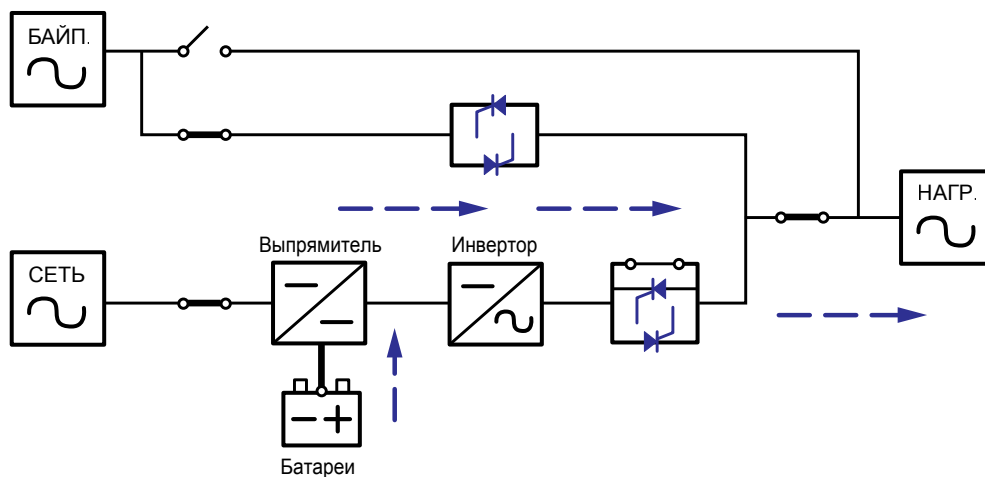 БАЙП.
НАГР.
Выпрямитель
Инвертор
СЕТЬ
Батареи